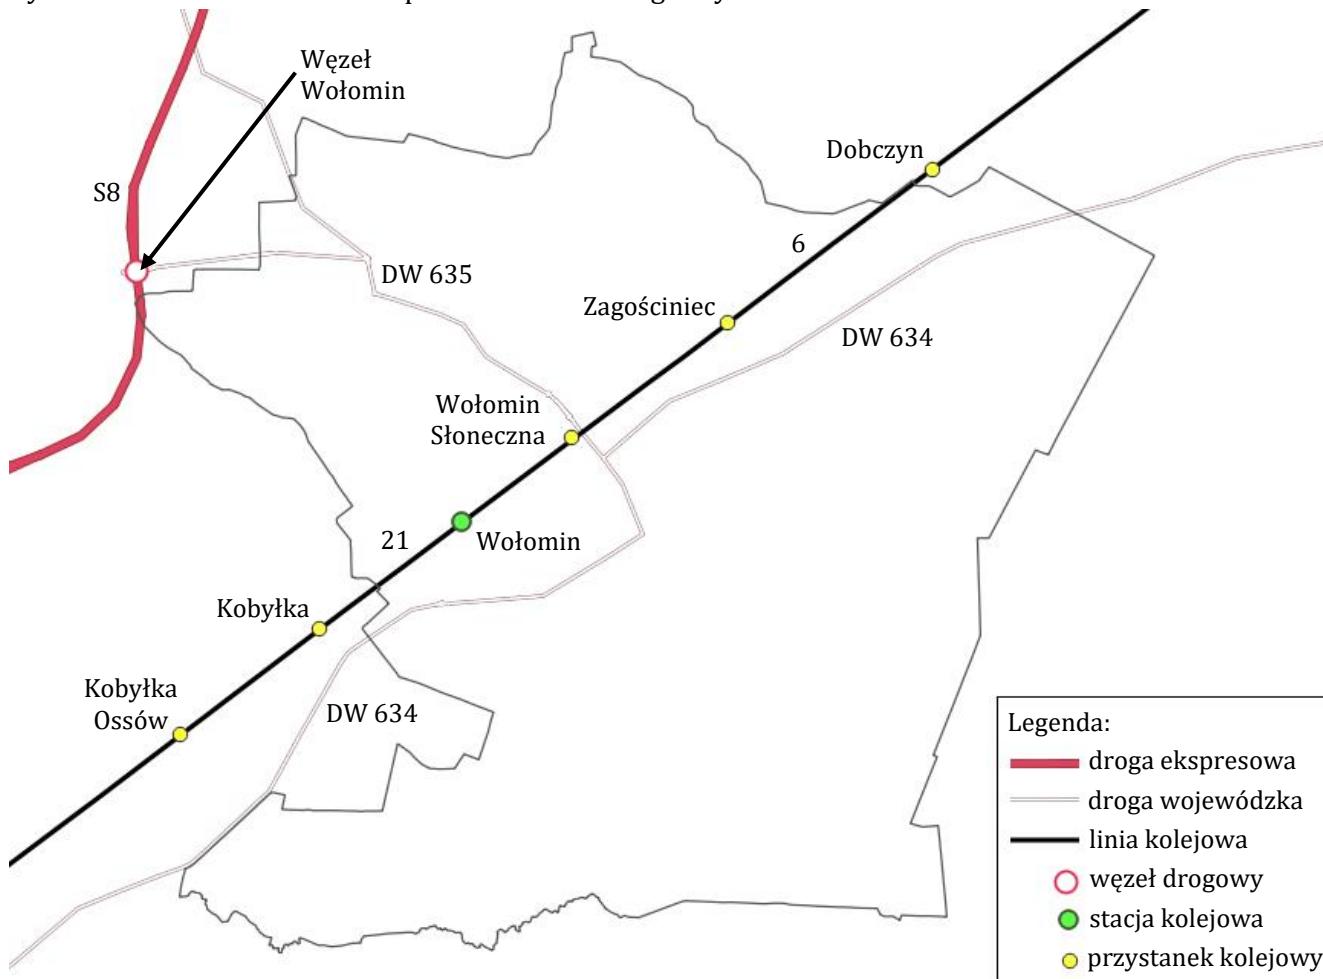 Węzeł
Wołomin
Dobczyn
S8
6
DW 635
Zagościniec
DW 634
Wołomin
Słoneczna
21
Wołomin
Kobyłka
Kobyłka
Ossów
DW 634
Legenda:
droga ekspresowa
droga wojewódzka
linia kolejowa
węzeł drogowy
stacja kolejowa
przystanek kolejowy